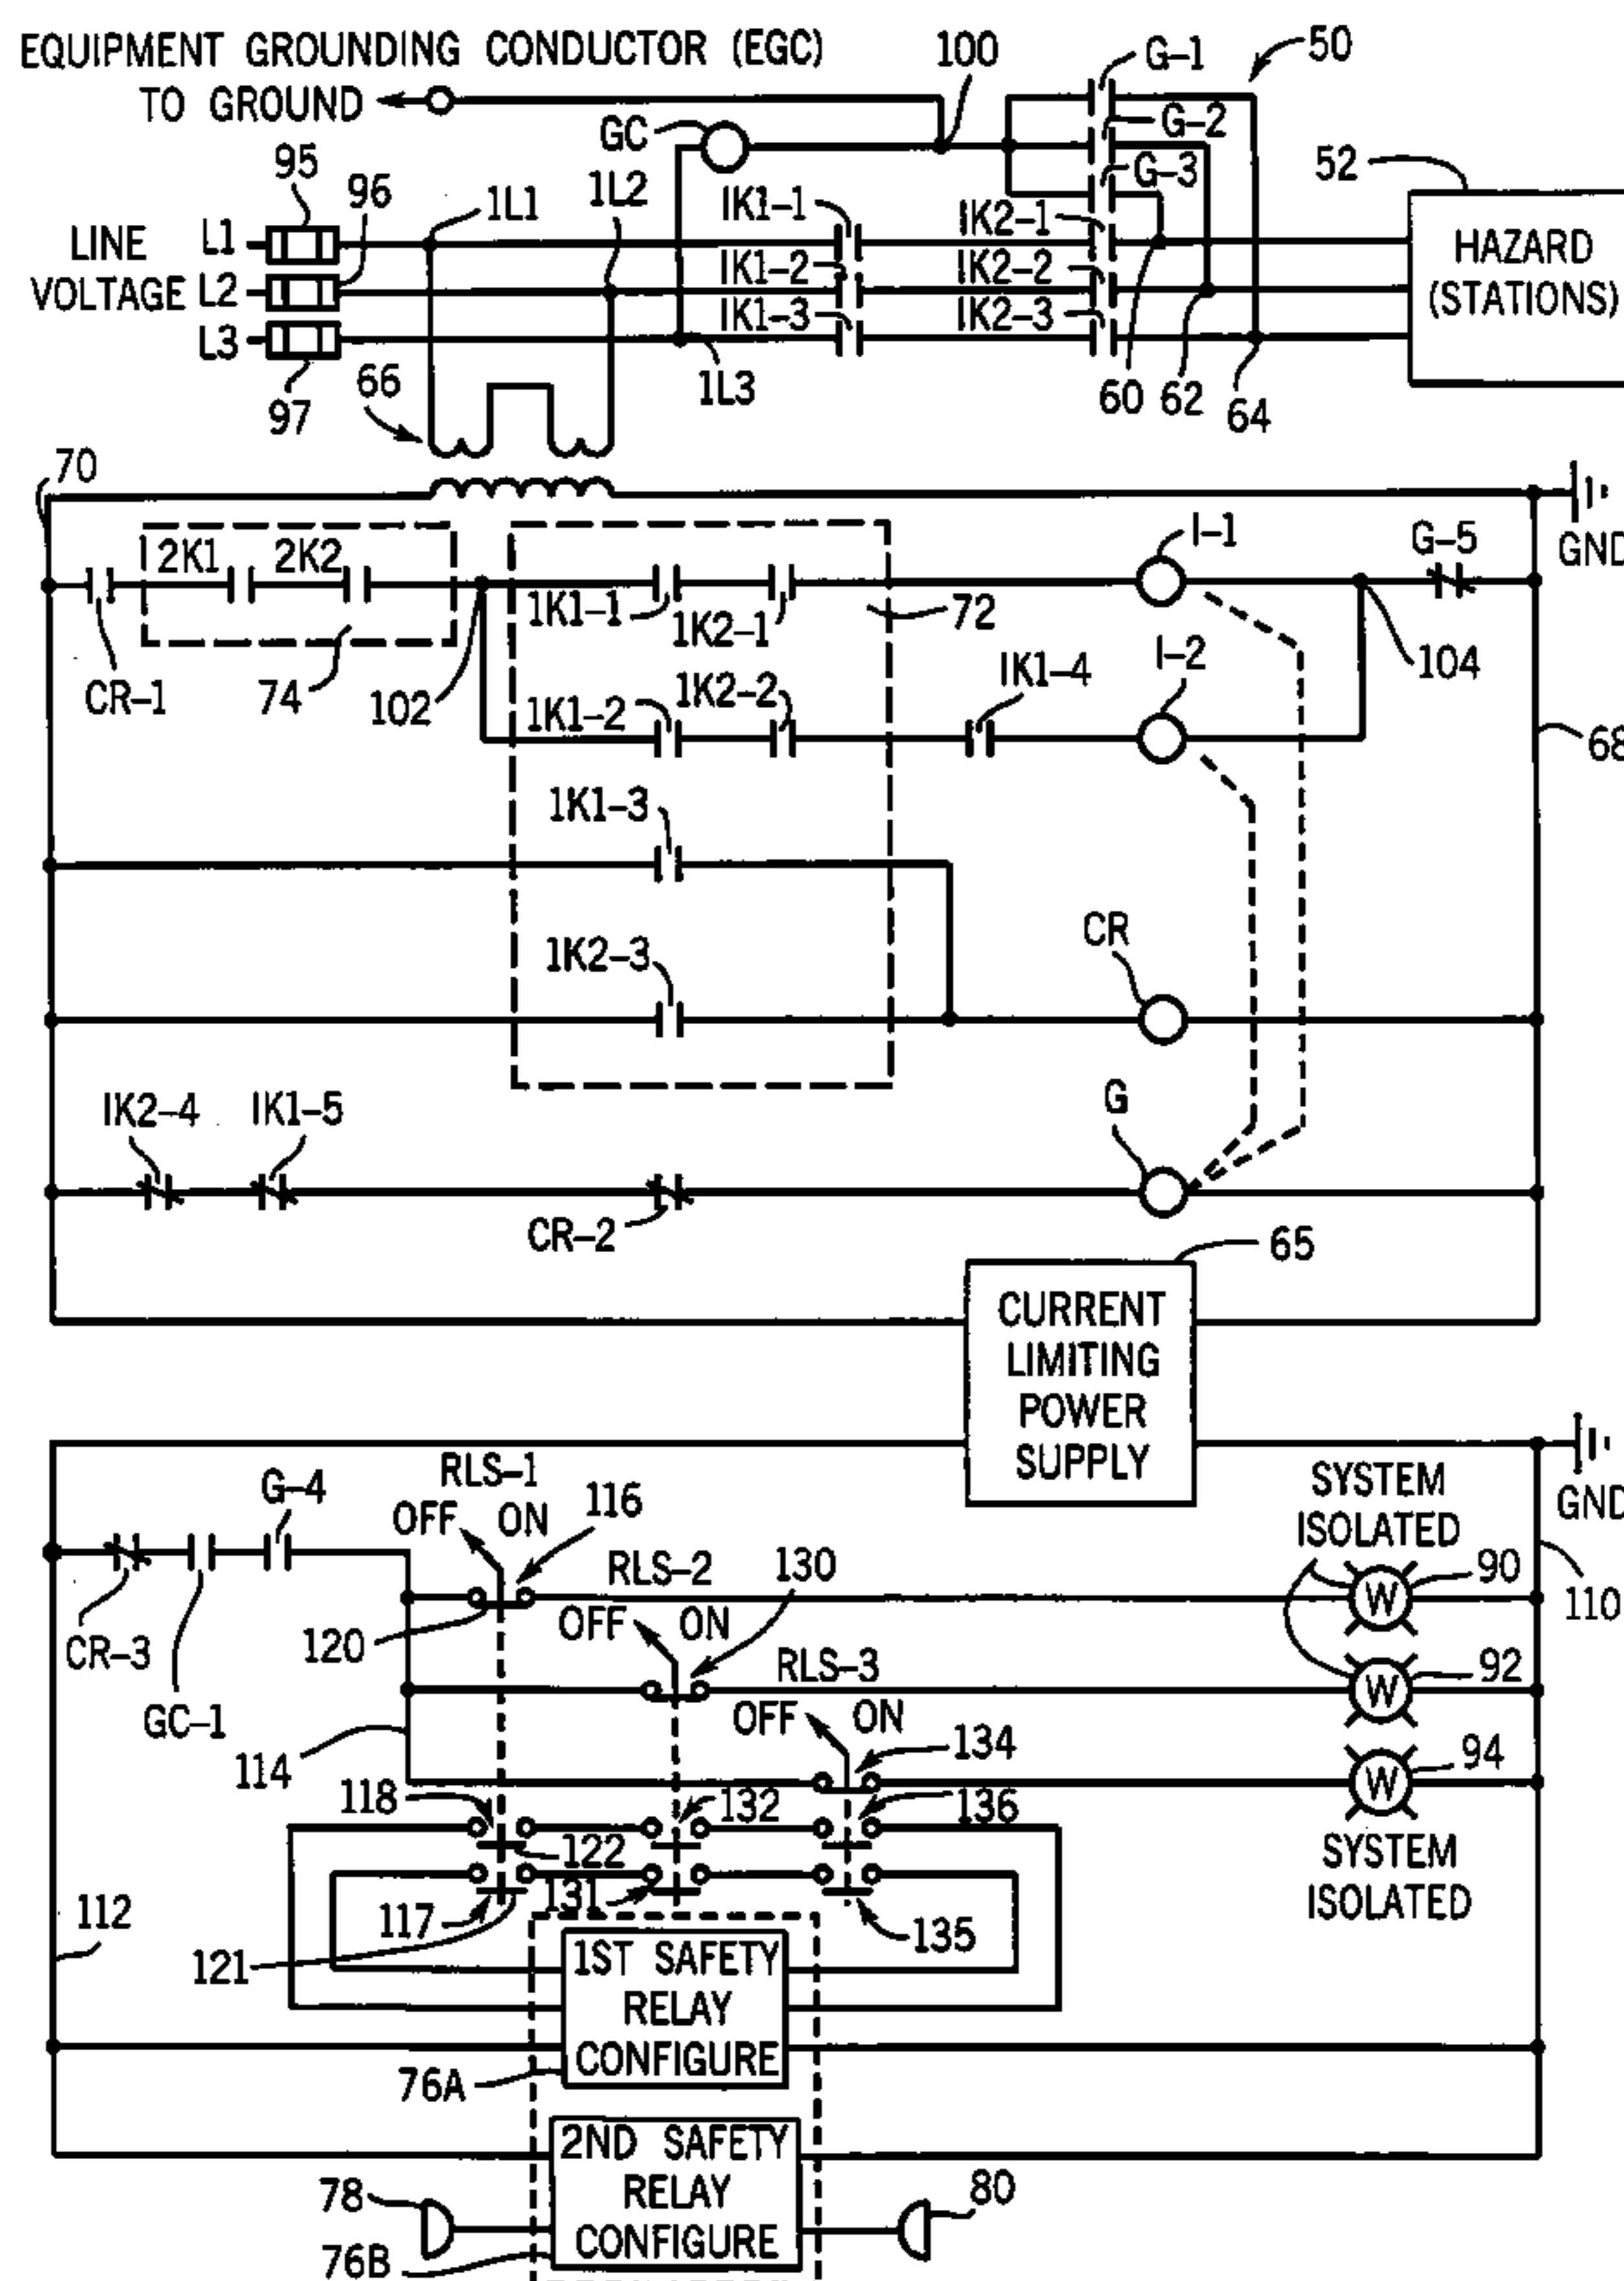 EQUIPMENT GROUNDING CONDUCTOR (EGC)
TO GROUND
100
G-1
50
G-2
G-3
GC
95
96
1L1
1L2
IK1-1
IK2-1
52
LINE
VOLTAGE
L1
L2
L3
IK1-2
IK2-2
IK1-3
IK2-3
HAZARD
(STATIONS)
97
66
1L3
60
62
64
70
GND
2K1
2K2
I-1
G-5
1K1-1
1K2-1
72
CR-1
74
102
1K1-2
1K2-2
IK1-4
I-2
104
68
1K1-3
1K2-3
CR
IK2-4
IK1-5
G
CR-2
65
CURRENT
LIMITING
POWER
SUPPLY
GND
G-4
RLS-1
OFF ON
116
SYSTEM
ISOLATED
CR-3
GC-1
120
RLS-2
OFF ON
130
90
W
110
RLS-3
OFF ON
92
W
114
134
94
W
118
122
132
136
SYSTEM
ISOLATED
112
117
131
135
121
1ST SAFETY
RELAY
CONFIGURE
76A
2ND SAFETY
RELAY
CONFIGURE
78
80
76B